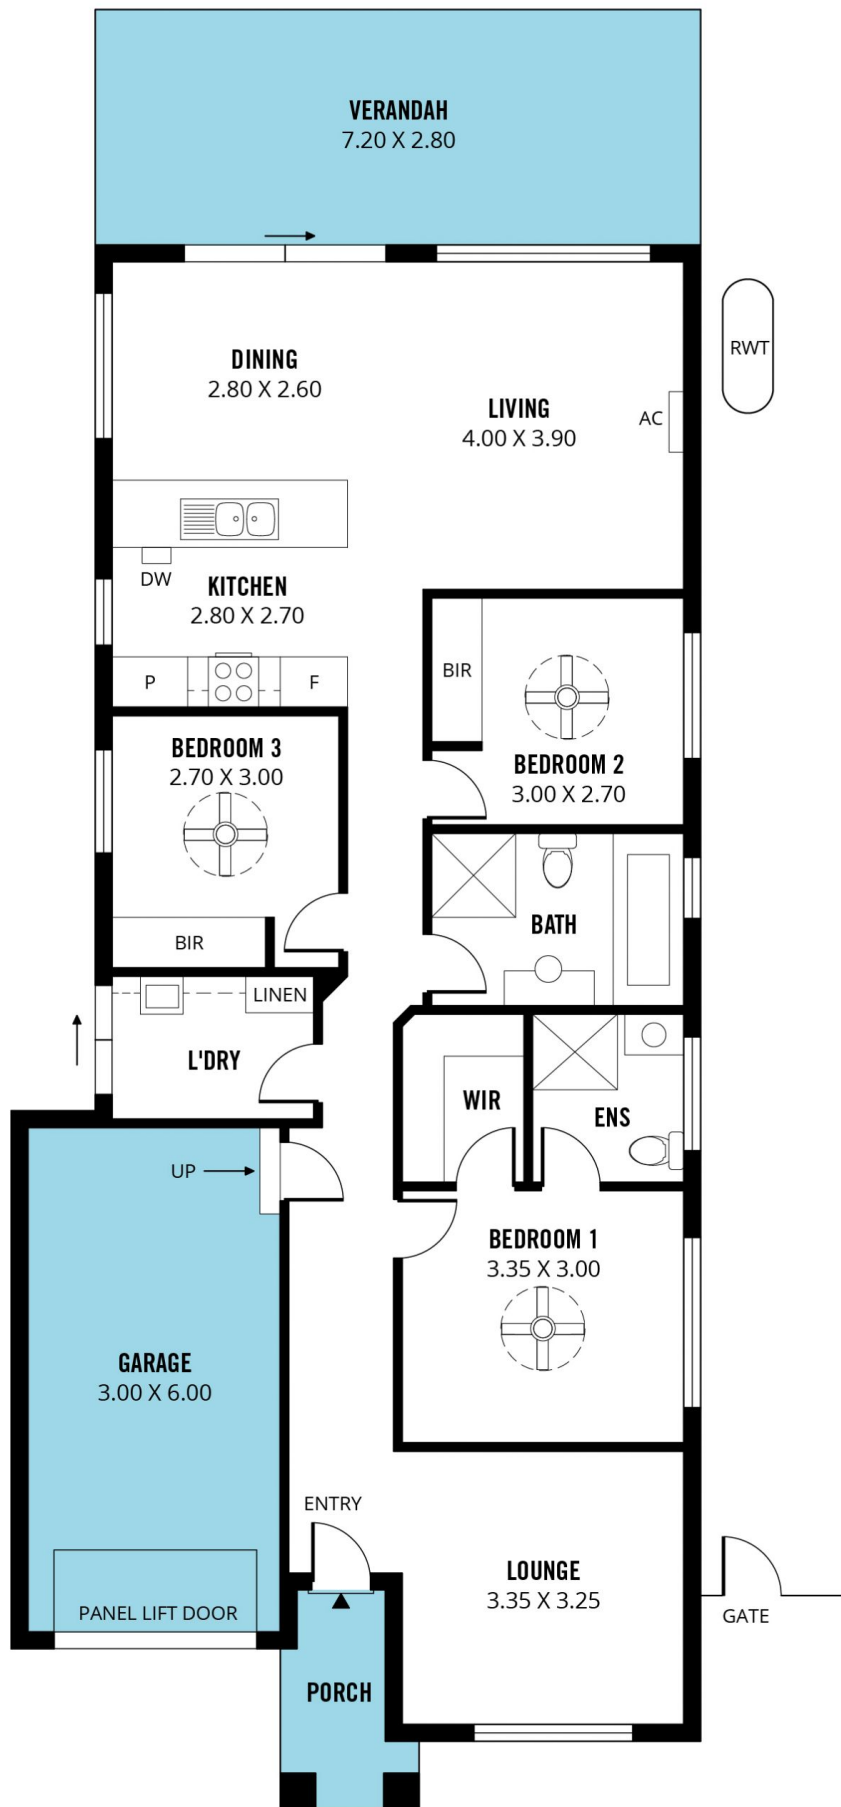 VERANDAH
7.20 X 2.80
DINING
2.80 X 2.60
RWT
LIVING
4.00 X 3.90
AC
DW
KITCHEN
2.80 X 2.70
P
F
BIR
BEDROOM 3
2.70 X 3.00
BEDROOM 2
3.00 X 2.70
BATH
BIR
LINEN
L'DRY
WIR
ENS
UP
BEDROOM 1
3.35 X 3.00
GARAGE
3.00 X 6.00
ENTRY
LOUNGE
3.35 X 3.25
PANEL LIFT DOOR
GATE
PORCH